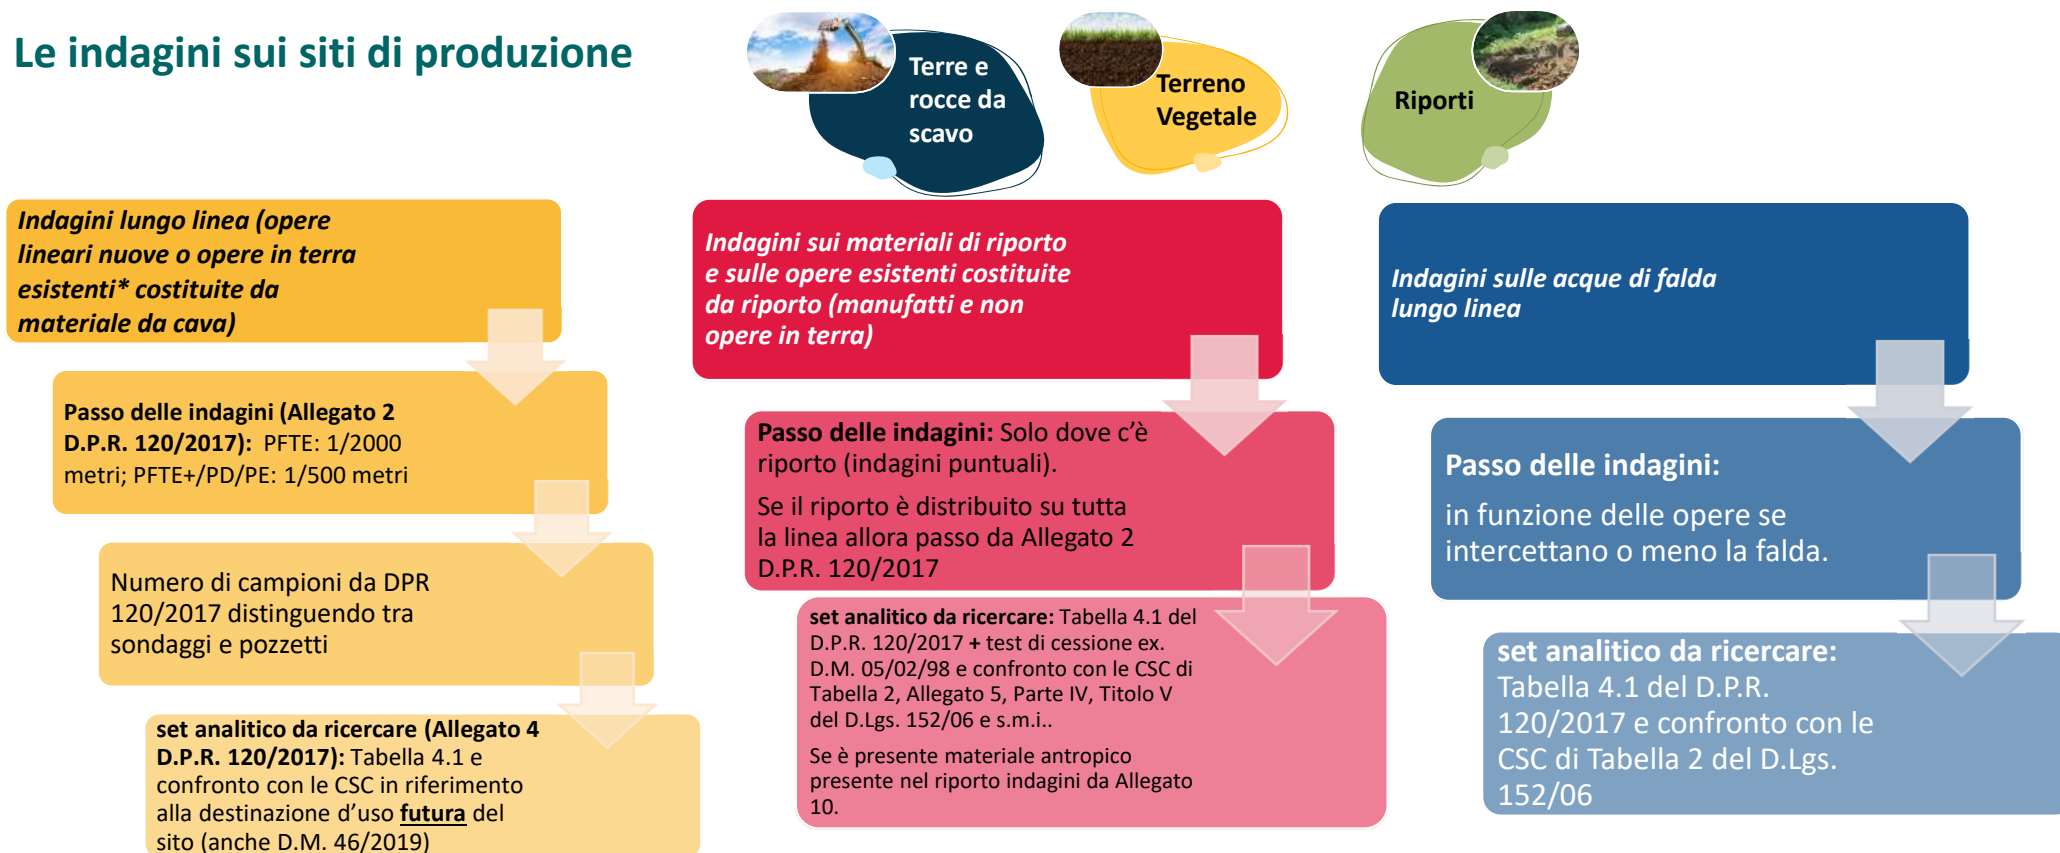 Le indagini sui siti di produzione
Terre e
rocce da
scavo
Terreno
Vegetale
Riporti
Indagini lungo linea (opere
lineari nuove o opere in terra
esistenti* costituite da
materiale da cava)
Passo delle indagini (Allegato 2
D.P.R. 120/2017): PFTE: 1/2000
metri; PFTE+/PD/PE: 1/500 metri
Numero di campioni da DPR
120/2017 distinguendo tra
sondaggi e pozzetti
set analitico da ricercare (Allegato 4
D.P.R. 120/2017): Tabella 4.1 e
confronto con le CSC in riferimento
alla destinazione d'uso futura del
sito (anche D.M. 46/2019)
Indagini sui materiali di riporto
e sulle opere esistenti costituite
da riporto (manufatti e non
opere in terra)
Passo delle indagini: Solo dove c'è
riporto (indagini puntuali).
Se il riporto è distribuito su tutta
la linea allora passo da Allegato 2
D.P.R. 120/2017
set analitico da ricercare: Tabella 4.1 del
D.P.R. 120/2017 + test di cessione ex.
D.M. 05/02/98 e confronto con le CSC di
Tabella 2, Allegato 5, Parte IV, Titolo V
del D.Lgs. 152/06 e s.m.i..
Se è presente materiale antropico
presente nel riporto indagini da Allegato
10.
Indagini sulle acque di falda
lungo linea
Passo delle indagini:
in funzione delle opere se
intercettano o meno la falda.
set analitico da ricercare:
Tabella 4.1 del D.P.R.
120/2017 e confronto con le
CSC di Tabella 2 del D.Lgs.
152/06